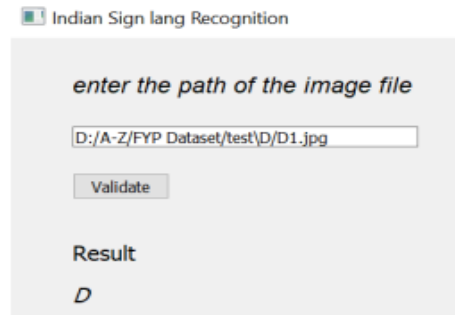 Indian Sign lang Recognition
enter the path of the image file
D:/A-Z/FYP Dataset/test\D/D1.jpg
Validate
Result
D